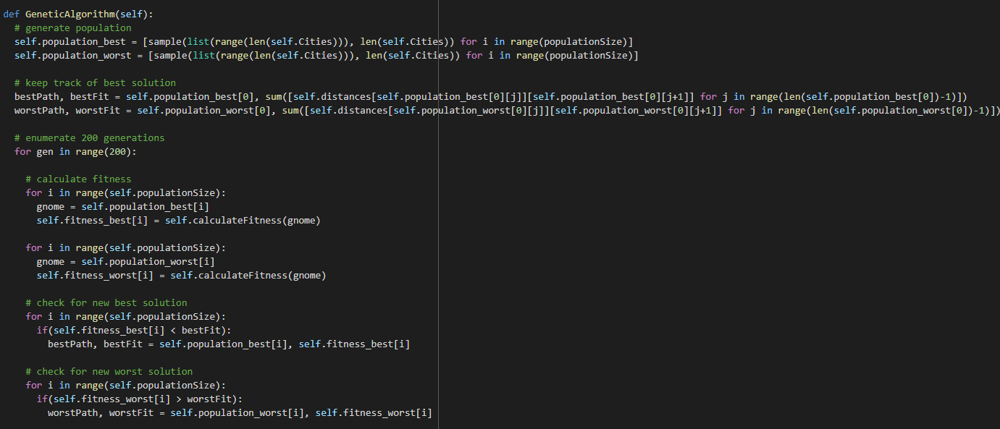 def GeneticAlgorithm(self):
  # generate population
  self.population_best = [sample(list(range(len(self.Cities))), len(self.Cities)) for i in range(populationSize)]
  self.population_worst = [sample(list(range(len(self.Cities))), len(self.Cities)) for i in range(populationSize)]

  # keep track of best solution
  bestPath, bestFit = self.population_best[0], sum([self.distances[self.population_best[0][j]][self.population_best[0][j+1]] for j in range(len(self.population_best[0])-1)])
  worstPath, worstFit = self.population_worst[0], sum([self.distances[self.population_worst[0][j]][self.population_worst[0][j+1]] for j in range(len(self.population_worst[0])-1)])

  # enumerate 200 generations
  for gen in range(200):

    # calculate fitness
    for i in range(self.populationSize):
      gnome = self.population_best[i]
      self.fitness_best[i] = self.calculateFitness(gnome)

    for i in range(self.populationSize):
      gnome = self.population_worst[i]
      self.fitness_worst[i] = self.calculateFitness(gnome)

    # check for new best solution
    for i in range(self.populationSize):
      if(self.fitness_best[i] < bestFit):
        bestPath, bestFit = self.population_best[i], self.fitness_best[i]

    # check for new worst solution
    for i in range(self.populationSize):
      if(self.fitness_worst[i] > worstFit):
        worstPath, worstFit = self.population_worst[i], self.fitness_worst[i]